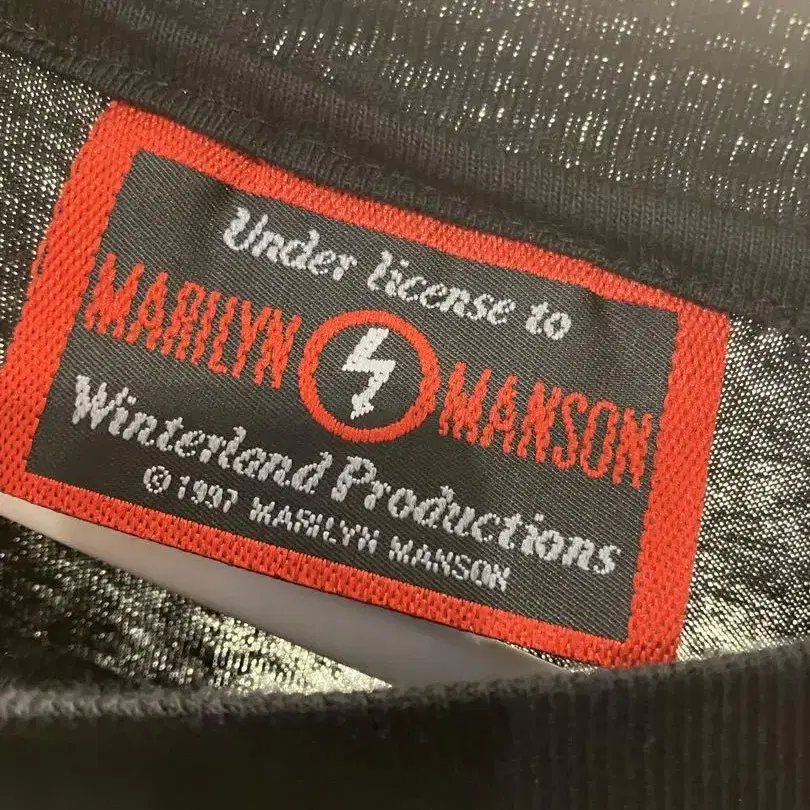 Under license to
MARILYN MANSON
Winterland Productions
© 1997 MARILYN MANSON